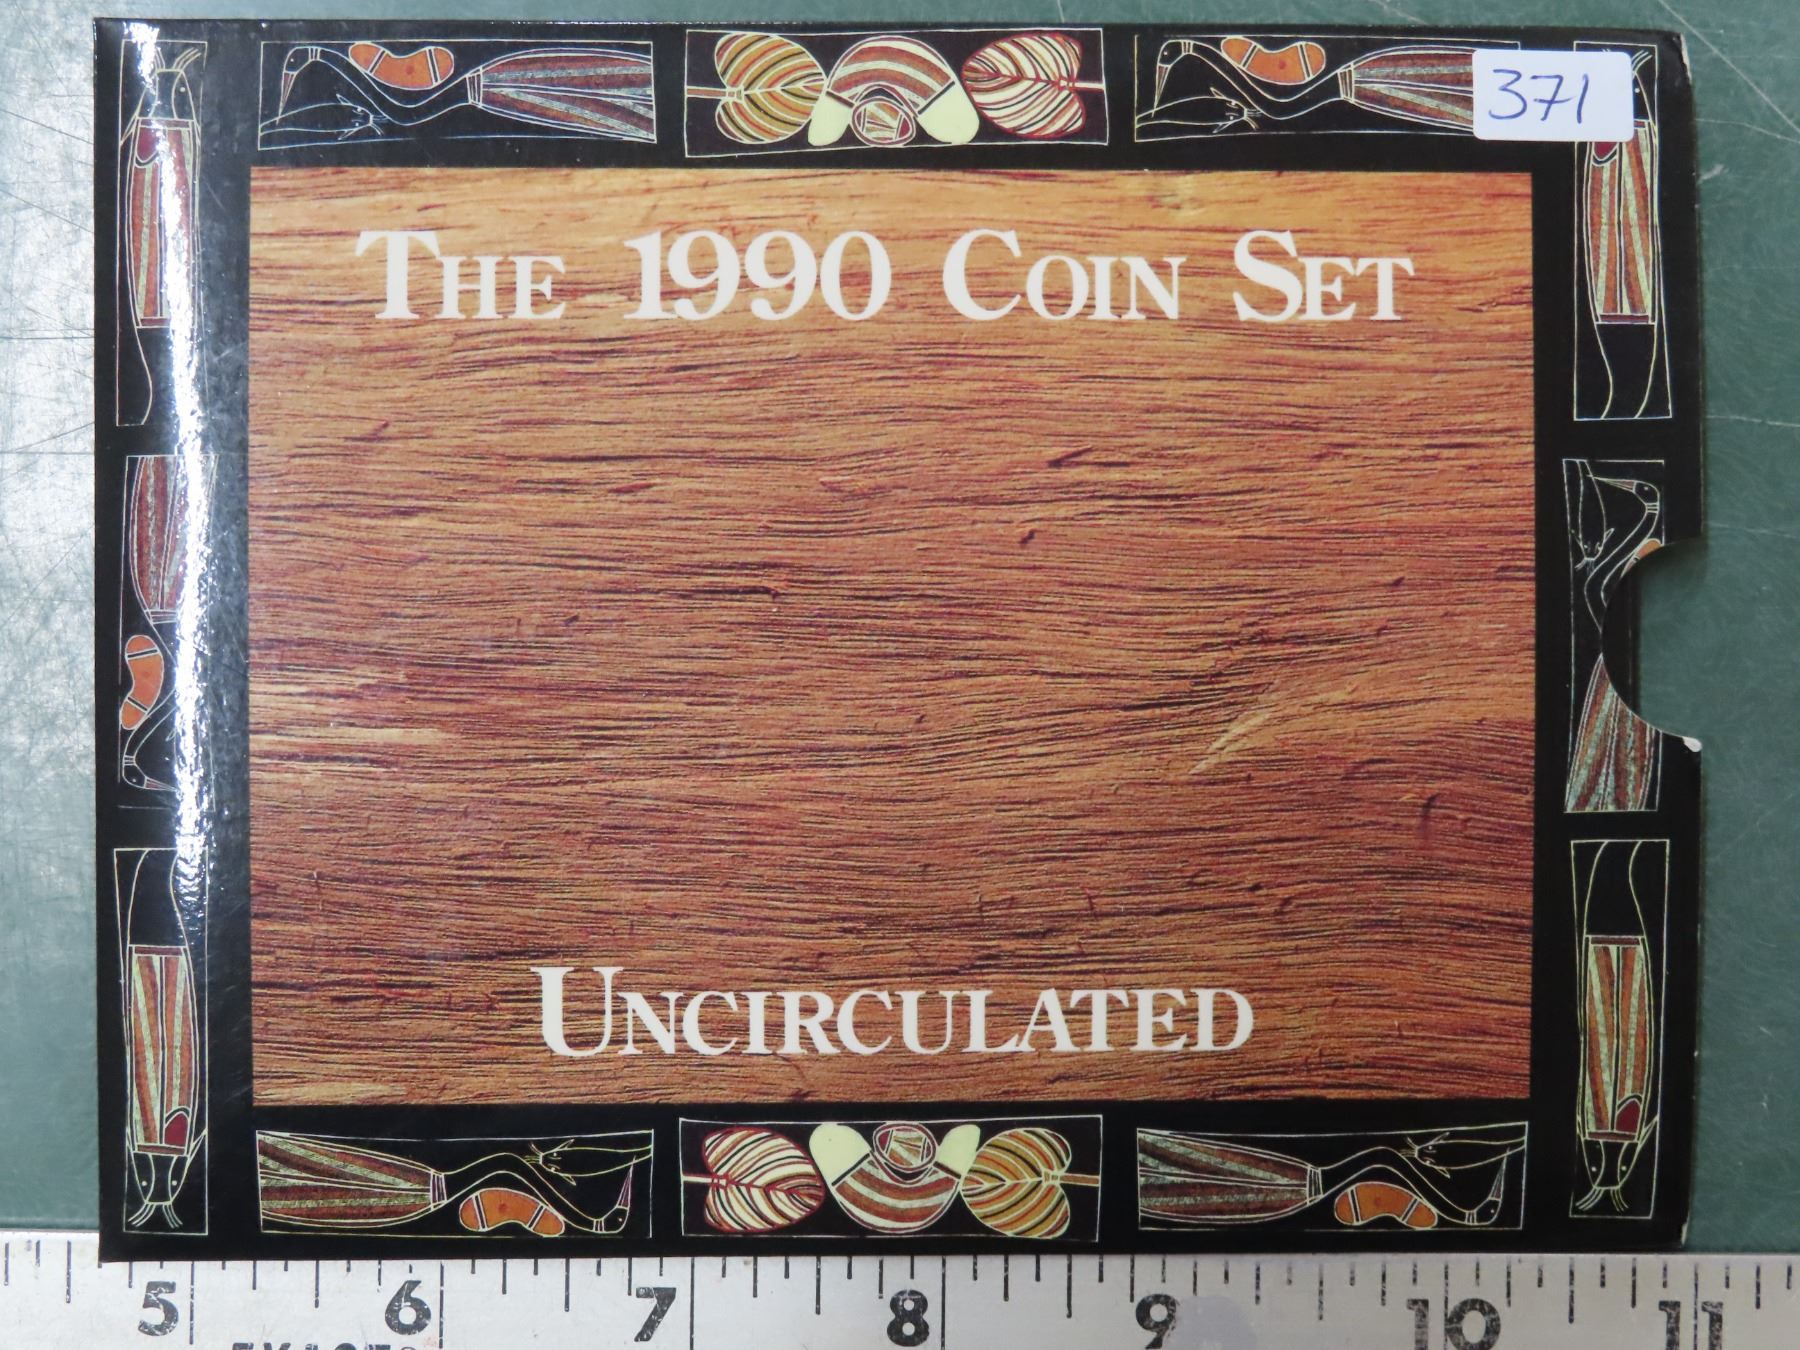 371
THE 1990 COIN SET
UNCIRCULATED
5 6 7 8 9 10 11